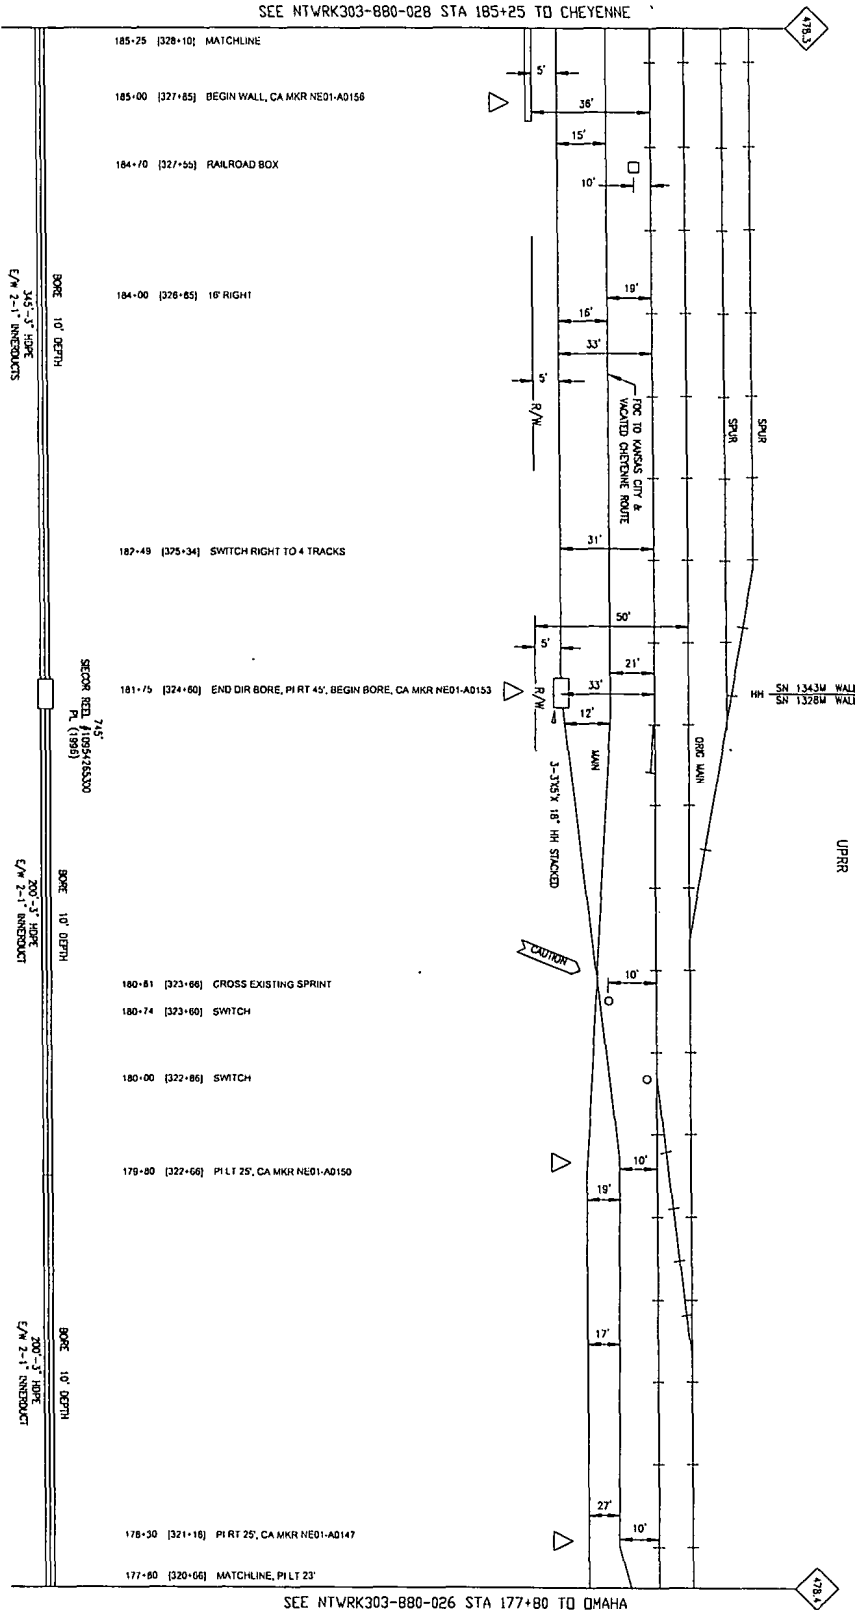 SEE NTWRK303-880-028 STA 185+25 TO CHEYENNE
478.3
185+25 [328+10] MATCHLINE
5'
185+00 [327+85] BEGIN WALL, CA MKR NE01-A0156
36'
15'
184+70 [327+55] RAILROAD BOX
10'
184+00 [326+85] 16' RIGHT
19'
16'
33'
5'
R/W
FOC TO KANSAS CITY &
VACATED CHEYENNE ROUTE
SPUR
SPUR
BORE 10' DEPTH
345'-3" HDPE
E/W 2-1" INNERDUCTS
182+49 [325+34] SWITCH RIGHT TO 4 TRACKS
31'
50'
5'
21'
181+75 [324+60] END DIR BORE, PI RT 45', BEGIN BORE, CA MKR NE01-A0153
R/W
33'
HH
SN 1343W WALL
SN 1328W WALL
12'
MAIN
ORIG MAIN
3-3'X5'X 18" HH STACKED
745'
SECOR REEL #10954265300
PL (1996)
UPRR
BORE 10' DEPTH
200'-3" HDPE
E/W 2-1" INNERDUCT
CAUTION
180+81 [323+66] CROSS EXISTING SPRINT
10'
180+74 [323+60] SWITCH
180+00 [322+86] SWITCH
179+80 [322+66] PI LT 25', CA MKR NE01-A0150
10'
19'
17'
BORE 10' DEPTH
200'-3" HDPE
E/W 2-1" INNERDUCT
27'
178+30 [321+16] PI RT 25', CA MKR NE01-A0147
10'
177+80 [320+66] MATCHLINE, PI LT 23'
478.4
SEE NTWRK303-880-026 STA 177+80 TO OMAHA